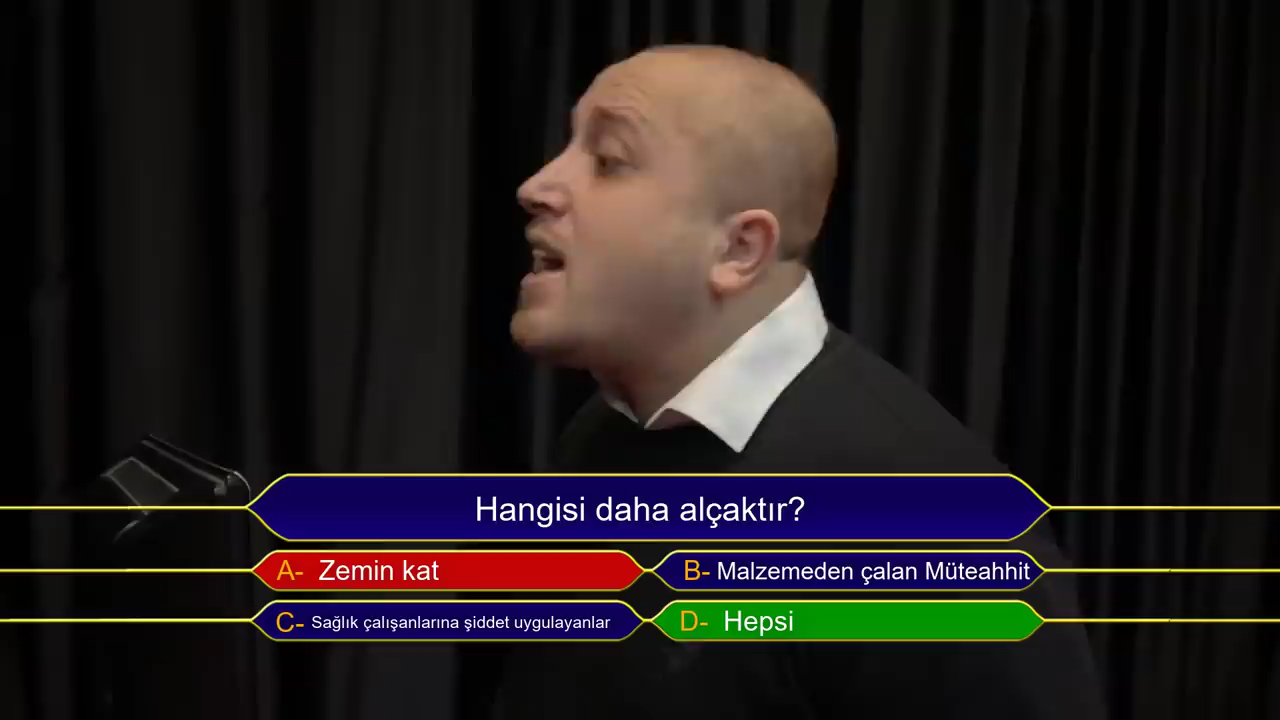 Hangisi daha alçaktır?
A- Zemin kat
B- Malzemeden çalan Müteahhit
C- Sağlık çalışanlarına şiddet uygulayanlar
D- Hepsi